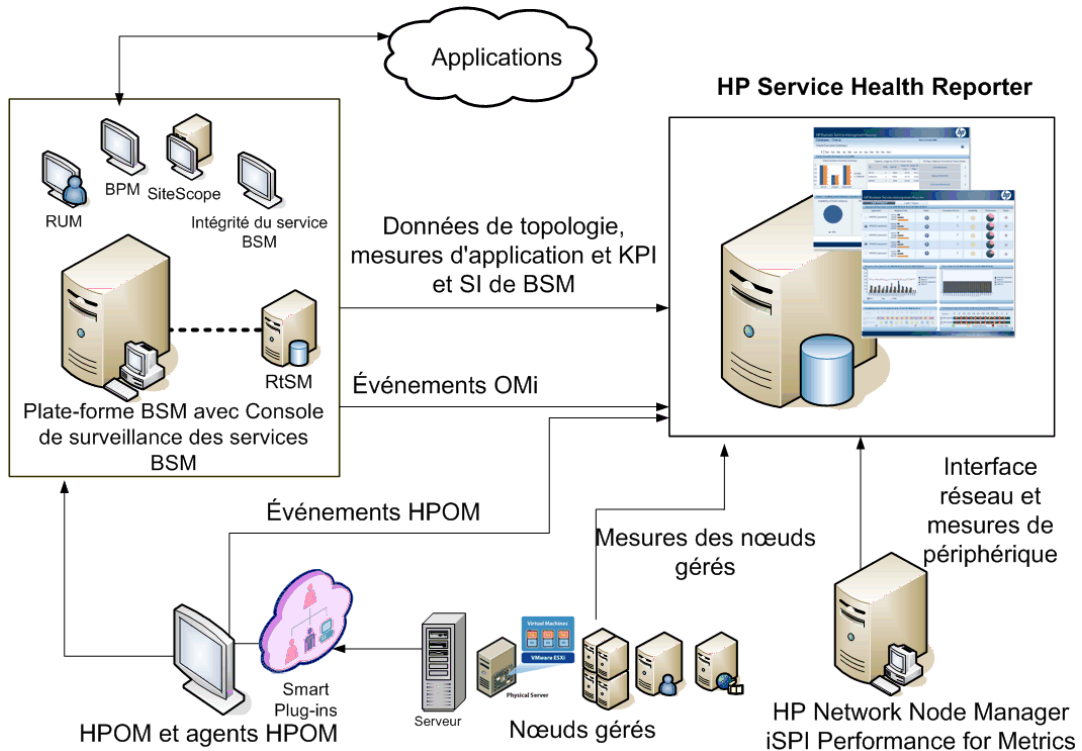 Applications
HP Service Health Reporter
BPM
SiteScope
RUM
Intégrité du service
BSM
Données de topologie,
mesures d'application et KPI
et SI de BSM
RtSM
Événements OMi
Plate-forme BSM avec Console
de surveillance des services
BSM
Interface
réseau et
mesures de
périphérique
Événements HPOM
Mesures des nœuds
gérés
Virtual Machines
VMware ESXi
Physical Server
Smart
Plug-ins
Serveur
HPOM et agents HPOM
Nœuds gérés
HP Network Node Manager
iSPI Performance for Metrics